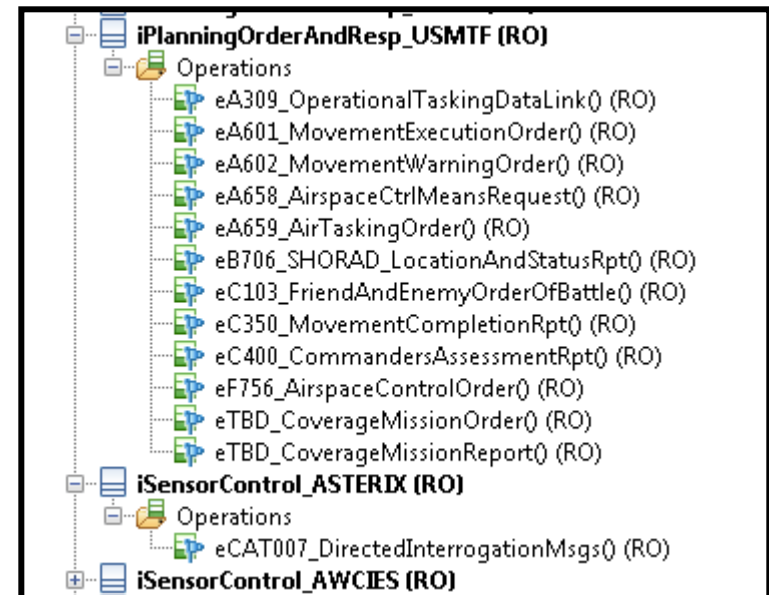 iPlanningOrderAndResp_USMTF (RO)
Operations
eA309_OperationalTaskingDataLink() (RO)
eA601_MovementExecutionOrder() (RO)
eA602_MovementWarningOrder() (RO)
eA658_AirspaceCtrlMeansRequest() (RO)
eA659_AirTaskingOrder() (RO)
eB706_SHORAD_LocationAndStatusRpt() (RO)
eC103_FriendAndEnemyOrderOfBattle() (RO)
eC350_MovementCompletionRpt() (RO)
eC400_CommandersAssessmentRpt() (RO)
eF756_AirspaceControlOrder() (RO)
eTBD_CoverageMissionOrder() (RO)
eTBD_CoverageMissionReport() (RO)
iSensorControl_ASTERIX (RO)
Operations
eCAT007_DirectedInterrogationMsgs() (RO)
iSensorControl_AWCIES (RO)